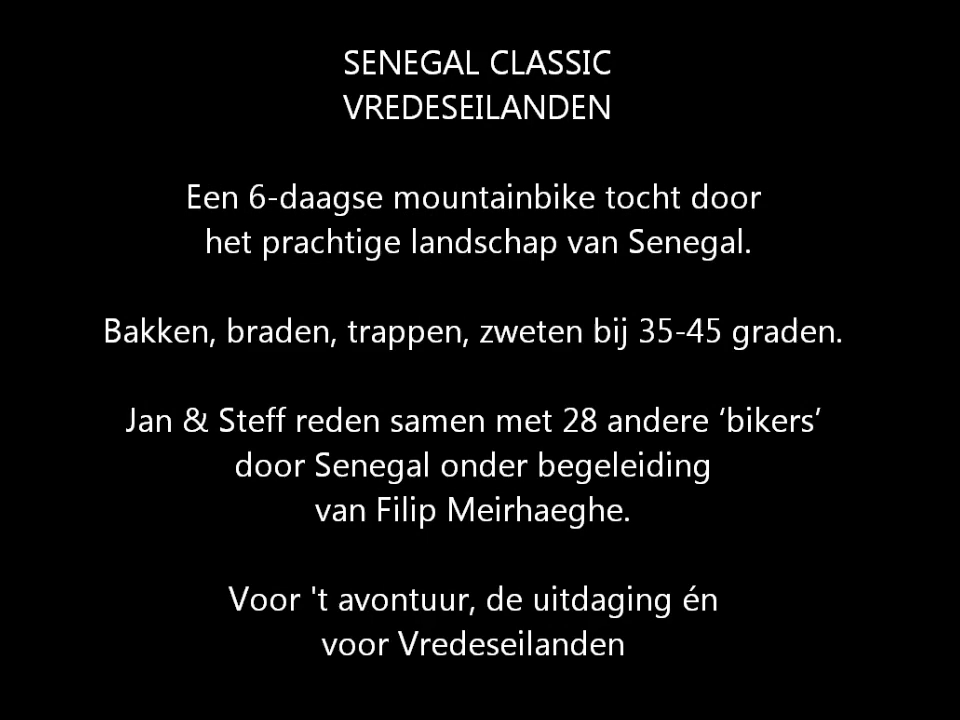 SENEGAL CLASSIC
VREDESEILANDEN
Een 6-daagse mountainbike tocht door
het prachtige landschap van Senegal.
Bakken, braden, trappen, zweten bij 35-45 graden.
Jan & Steff reden samen met 28 andere ‘bikers’
door Senegal onder begeleiding
van Filip Meirhaeghe.
Voor 't avontuur, de uitdaging én
voor Vredeseilanden